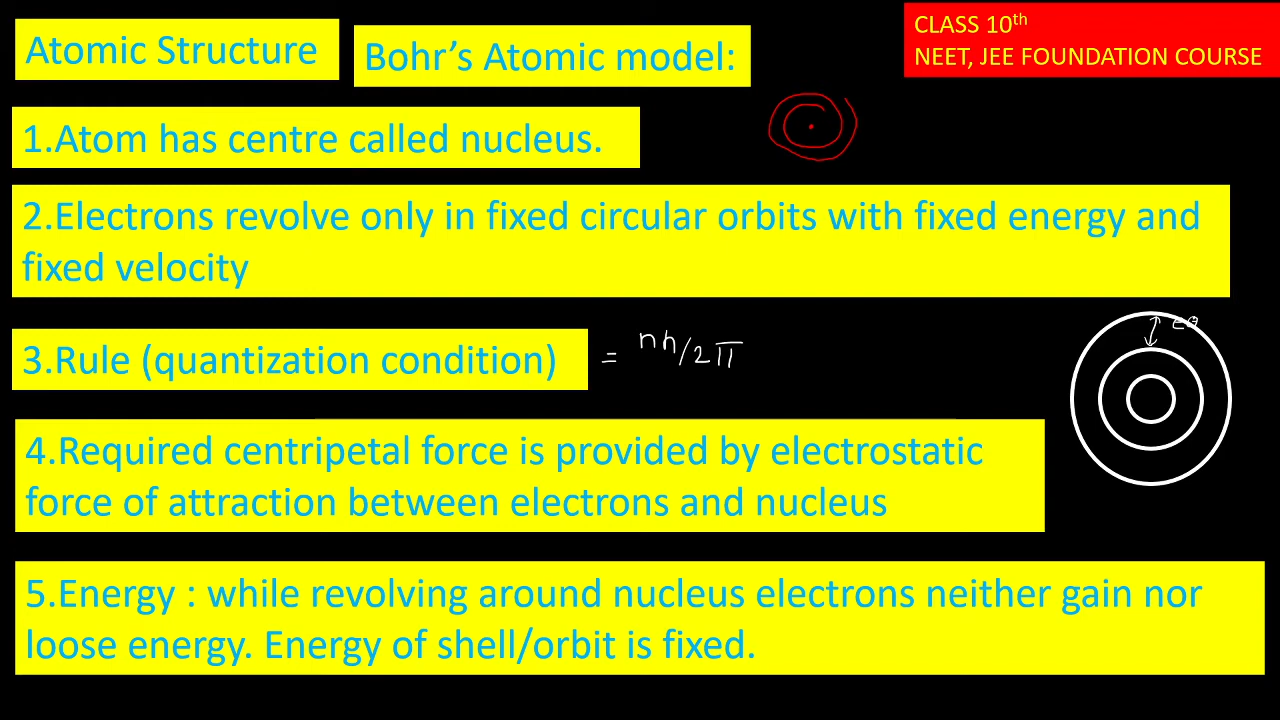 Atomic Structure
Bohr’s Atomic model:
CLASS 10th
NEET, JEE FOUNDATION COURSE
1.Atom has centre called nucleus.
2.Electrons revolve only in fixed circular orbits with fixed energy and
fixed velocity
3.Rule (quantization condition) = nh/2π
4.Required centripetal force is provided by electrostatic
force of attraction between electrons and nucleus
5.Energy : while revolving around nucleus electrons neither gain nor
loose energy. Energy of shell/orbit is fixed.